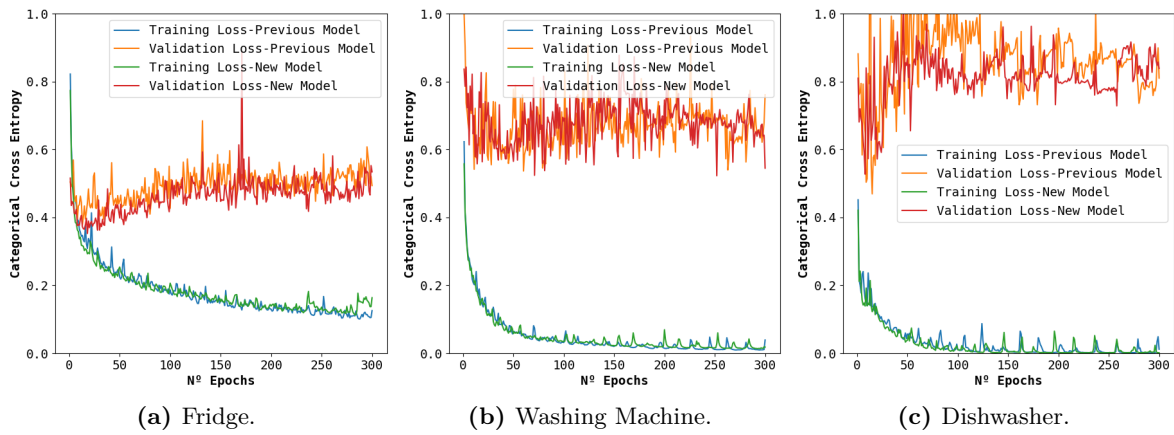 Categorical Cross Entropy
1.0
0.8
0.6
0.4
0.2
0.0
0
50
100
150
200
250
300
Nº Epochs
Training Loss-Previous Model
Validation Loss-Previous Model
Training Loss-New Model
Validation Loss-New Model
(a) Fridge.
Categorical Cross Entropy
1.0
0.8
0.6
0.4
0.2
0.0
0
50
100
150
200
250
300
Nº Epochs
Training Loss-Previous Model
Validation Loss-Previous Model
Training Loss-New Model
Validation Loss-New Model
(b) Washing Machine.
Categorical Cross Entropy
1.0
0.8
0.6
0.4
0.2
0.0
0
50
100
150
200
250
300
Nº Epochs
Training Loss-Previous Model
Validation Loss-Previous Model
Training Loss-New Model
Validation Loss-New Model
(c) Dishwasher.